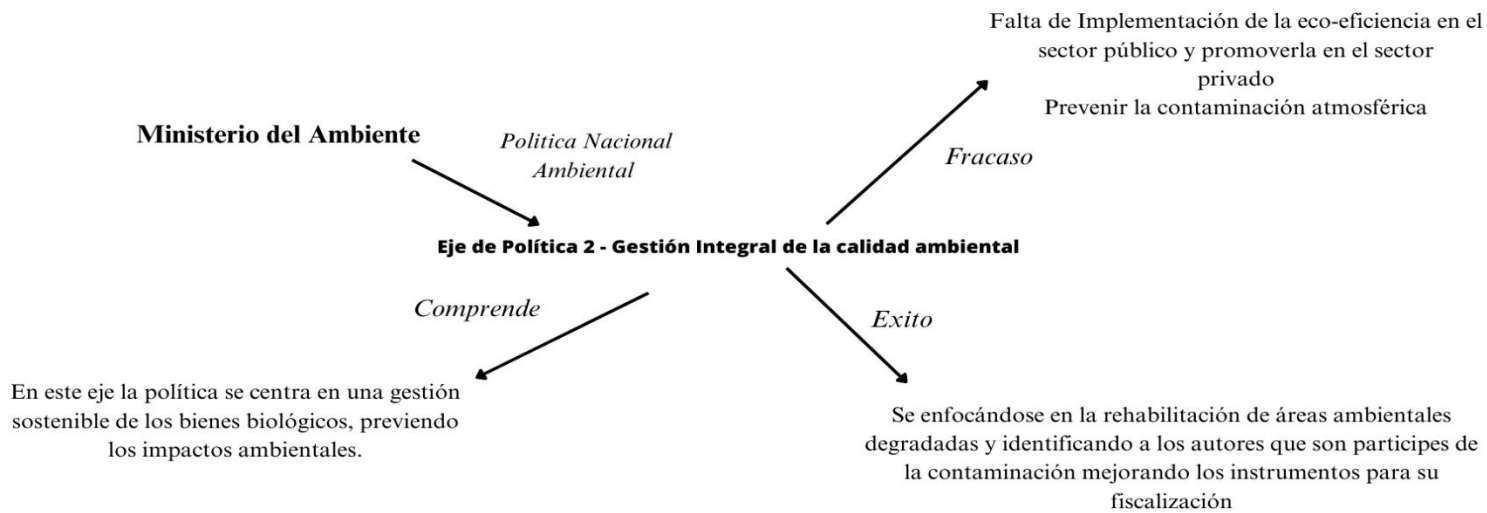 Falta de Implementación de la eco-eficiencia en el
sector público y promoverla en el sector
privado
Prevenir la contaminación atmosférica
Ministerio del Ambiente
Politica Nacional
Ambiental
Fracaso
Eje de Política 2 - Gestión Integral de la calidad ambiental
Comprende
Exito
En este eje la política se centra en una gestión
sostenible de los bienes biológicos, previendo
los impactos ambientales.
Se enfocándose en la rehabilitación de áreas ambientales
degradadas y identificando a los autores que son participes de
la contaminación mejorando los instrumentos para su
fiscalización